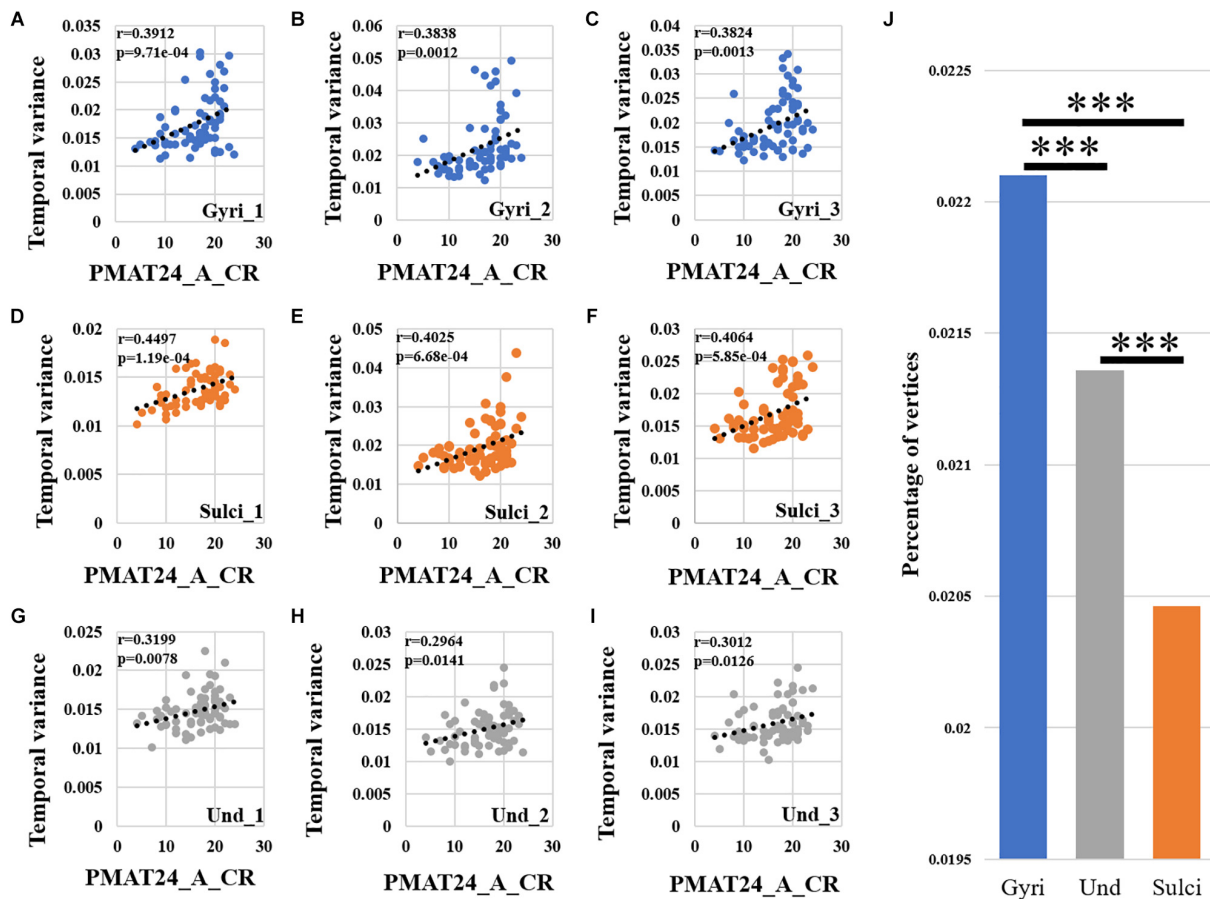 A
r=0.3912
p=9.71e-04
0.035
0.03
0.025
0.02
0.015
0.01
0.005
0
Temporal variance
Gyri_1
0 10 20 30
PMAT24_A_CR
B
r=0.3838
p=0.0012
0.06
0.05
0.04
0.03
0.02
0.01
0
Temporal variance
Gyri_2
0 10 20 30
PMAT24_A_CR
C
r=0.3824
p=0.0013
0.04
0.035
0.03
0.025
0.02
0.015
0.01
0.005
0
Temporal variance
Gyri_3
0 10 20 30
PMAT24_A_CR
D
r=0.4497
p=1.19e-04
0.02
0.015
0.01
0.005
0
Temporal variance
Sulci_1
0 10 20 30
PMAT24_A_CR
E
r=0.4025
p=6.68e-04
0.05
0.04
0.03
0.02
0.01
0
Temporal variance
Sulci_2
0 10 20 30
PMAT24_A_CR
F
r=0.4064
p=5.85e-04
0.03
0.025
0.02
0.015
0.01
0.005
0
Temporal variance
Sulci_3
0 10 20 30
PMAT24_A_CR
G
r=0.3199
p=0.0078
0.025
0.02
0.015
0.01
0.005
0
Temporal variance
Und_1
0 10 20 30
PMAT24_A_CR
H
r=0.2964
p=0.0141
0.03
0.025
0.02
0.015
0.01
0.005
0
Temporal variance
Und_2
0 10 20 30
PMAT24_A_CR
I
r=0.3012
p=0.0126
0.03
0.025
0.02
0.015
0.01
0.005
0
Temporal variance
Und_3
0 10 20 30
PMAT24_A_CR
J
0.0225
0.022
0.0215
0.021
0.0205
0.02
0.0195
Percentage of vertices
***
***
***
Gyri Und Sulci